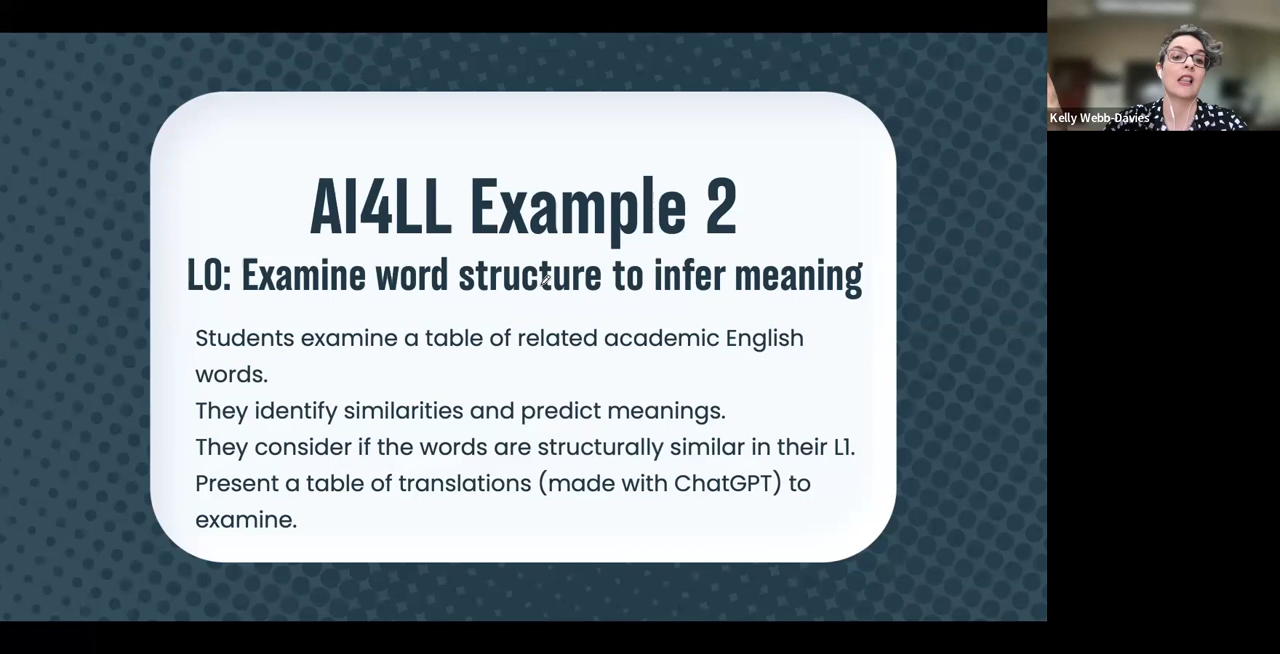 AI4LL Example 2
LO: Examine word structure to infer meaning
Students examine a table of related academic English
words.
They identify similarities and predict meanings.
They consider if the words are structurally similar in their L1.
Present a table of translations (made with ChatGPT) to
examine.
Kelly Webb-Davies